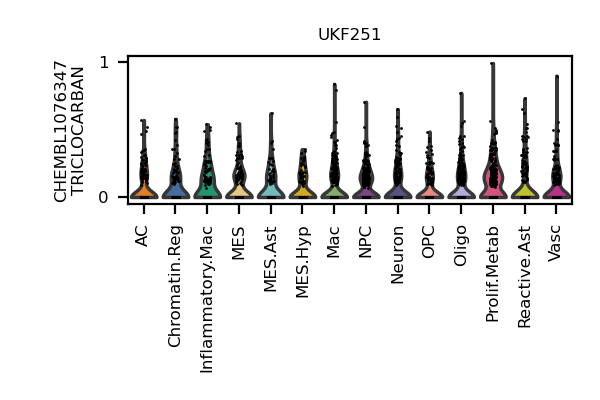 UKF251
CHEMBL1076347
TRICLOCARBAN
1
0
AC
Chromatin.Reg
Inflammatory.Mac
MES
MES.Ast
MES.Hyp
Mac
NPC
Neuron
OPC
Oligo
Prolif.Metab
Reactive.Ast
Vasc